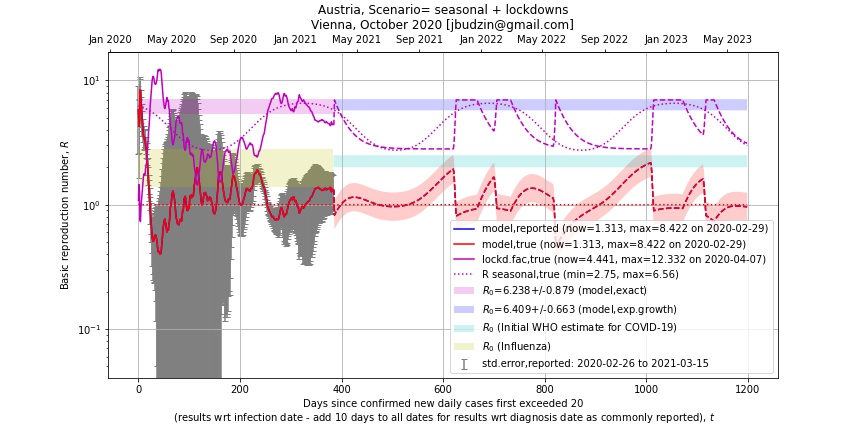 Austria, Scenario= seasonal + lockdowns
Vienna, October 2020 [jbudzin@gmail.com]
Jan 2020 May 2020 Sep 2020 Jan 2021 May 2021 Sep 2021 Jan 2022 May 2022 Sep 2022 Jan 2023 May 2023
Basic reproduction number, R
10¹
10⁰
10⁻¹
model,reported (now=1.313, max=8.422 on 2020-02-29)
model,true (now=1.313, max=8.422 on 2020-02-29)
lockd.fac,true (now=4.441, max=12.332 on 2020-04-07)
R seasonal,true (min=2.75, max=6.56)
R₀=6.238+/-0.879 (model,exact)
R₀=6.409+/-0.663 (model,exp.growth)
R₀ (Initial WHO estimate for COVID-19)
R₀ (Influenza)
std.error,reported: 2020-02-26 to 2021-03-15
0 200 400 600 800 1000 1200
Days since confirmed new daily cases first exceeded 20
(results wrt infection date - add 10 days to all dates for results wrt diagnosis date as commonly reported), t